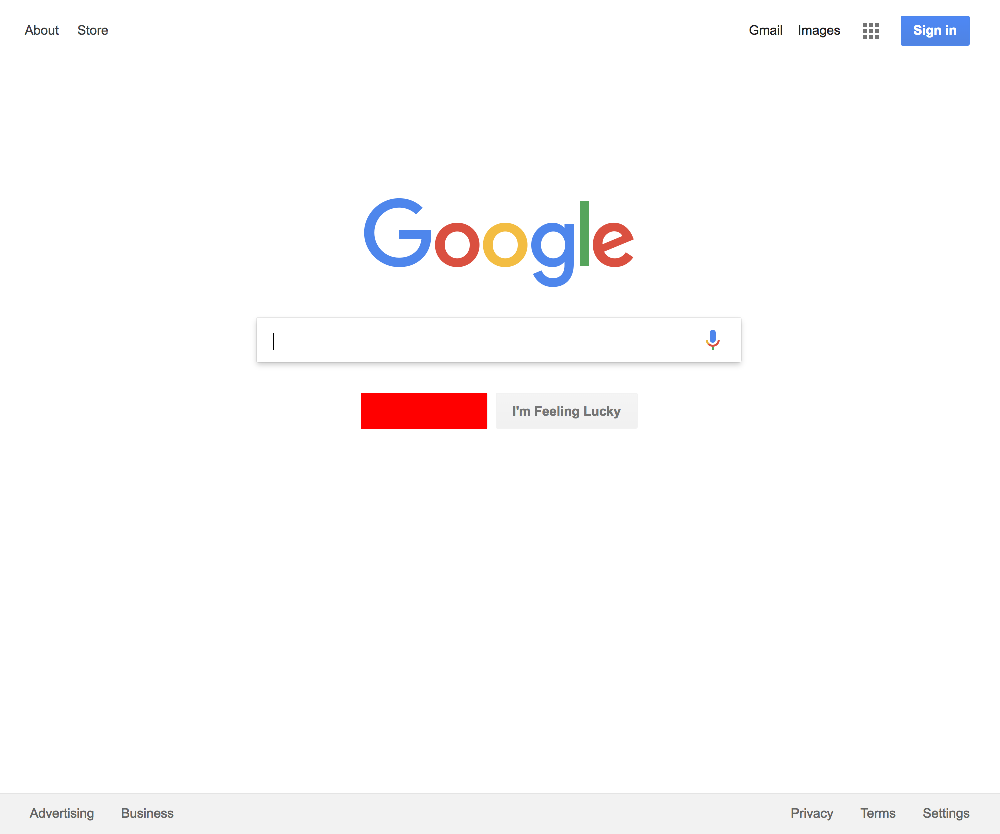 About Store Gmail Images Sign in
Google
I'm Feeling Lucky
Advertising Business Privacy Terms Settings